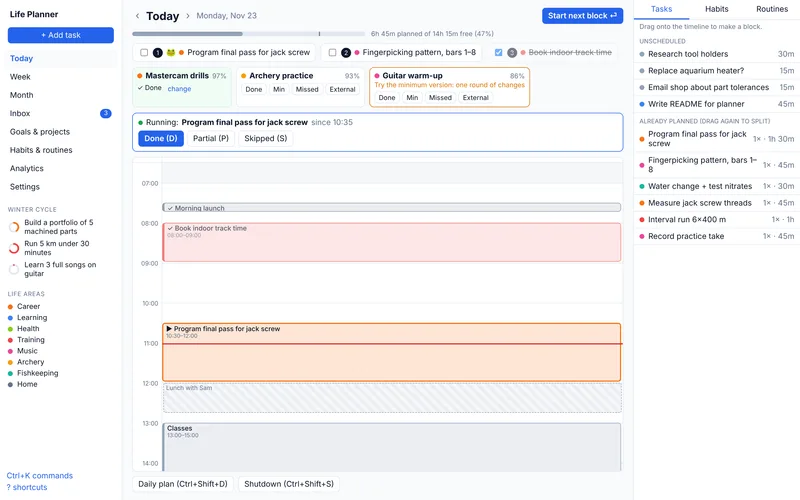 Life Planner
+ Add task
Today
Week
Month
Inbox 3
Goals & projects
Habits & routines
Analytics
Settings
WINTER CYCLE
Build a portfolio of 5
machined parts
Run 5 km under 30
minutes
Learn 3 full songs on
guitar
LIFE AREAS
Career
Learning
Health
Training
Music
Archery
Fishkeeping
Home
Ctrl+K commands
? shortcuts
‹ Today › Monday, Nov 23
Start next block ⏎
6h 45m planned of 14h 15m free (47%)
1 🐸 Program final pass for jack screw
2 Fingerpicking pattern, bars 1–8
3 Book indoor track time
Mastercam drills 97%
✓ Done change
Archery practice 93%
Done Min Missed External
Guitar warm-up 86%
Try the minimum version: one round of changes
Done Min Missed External
Running: Program final pass for jack screw since 10:35
Done (D) Partial (P) Skipped (S)
07:00
✓ Morning launch
08:00
✓ Book indoor track time
08:00–09:00
09:00
10:00
▶ Program final pass for jack screw
10:30–12:00
11:00
12:00
Lunch with Sam
13:00
Classes
13:00–15:00
14:00
Daily plan (Ctrl+Shift+D) Shutdown (Ctrl+Shift+S)
Tasks Habits Routines
Drag onto the timeline to make a block.
UNSCHEDULED
Research tool holders 30m
Replace aquarium heater? 15m
Email shop about part tolerances 15m
Write README for planner 45m
ALREADY PLANNED (DRAG AGAIN TO SPLIT)
Program final pass for jack
screw 1× · 1h 30m
Fingerpicking pattern, bars 1–
8 1× · 45m
Water change + test nitrates 1× · 30m
Measure jack screw threads 1× · 45m
Interval run 6×400 m 1× · 1h
Record practice take 1× · 45m